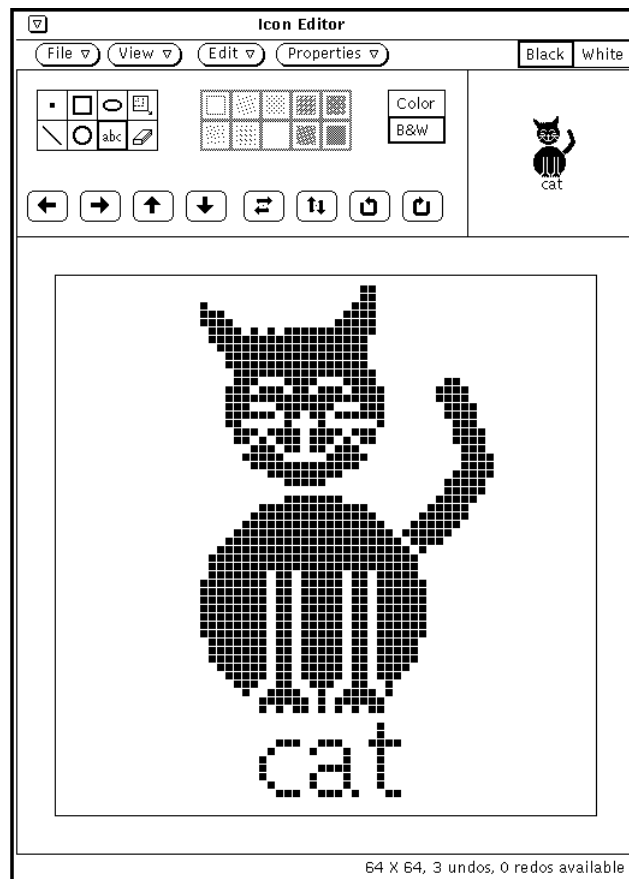 Icon Editor
File View Edit Properties Black White
Color
abc B&W
cat
cat
64 X 64, 3 undos, 0 redos available